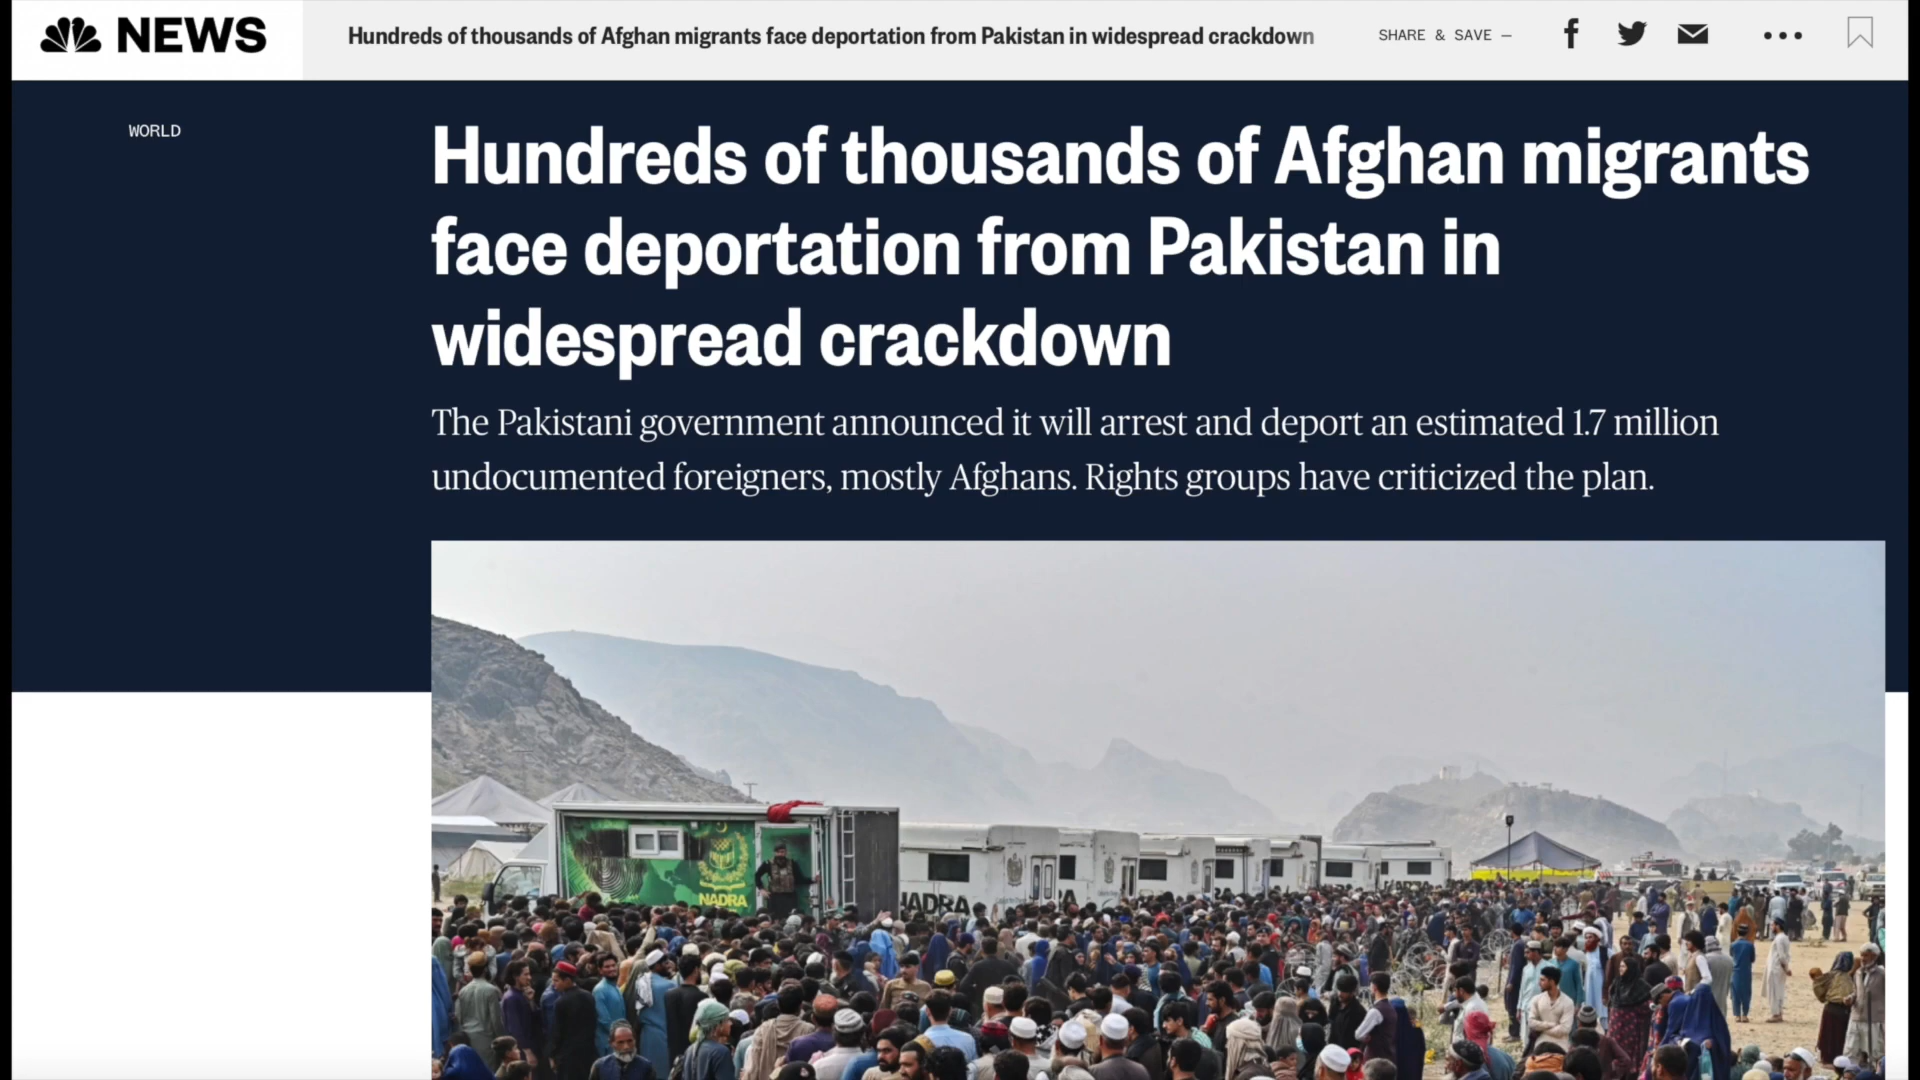 NEWS
Hundreds of thousands of Afghan migrants face deportation from Pakistan in widespread crackdown
SHARE & SAVE —
WORLD
Hundreds of thousands of Afghan migrants
face deportation from Pakistan in
widespread crackdown
The Pakistani government announced it will arrest and deport an estimated 1.7 million
undocumented foreigners, mostly Afghans. Rights groups have criticized the plan.
NADRA
NADRA